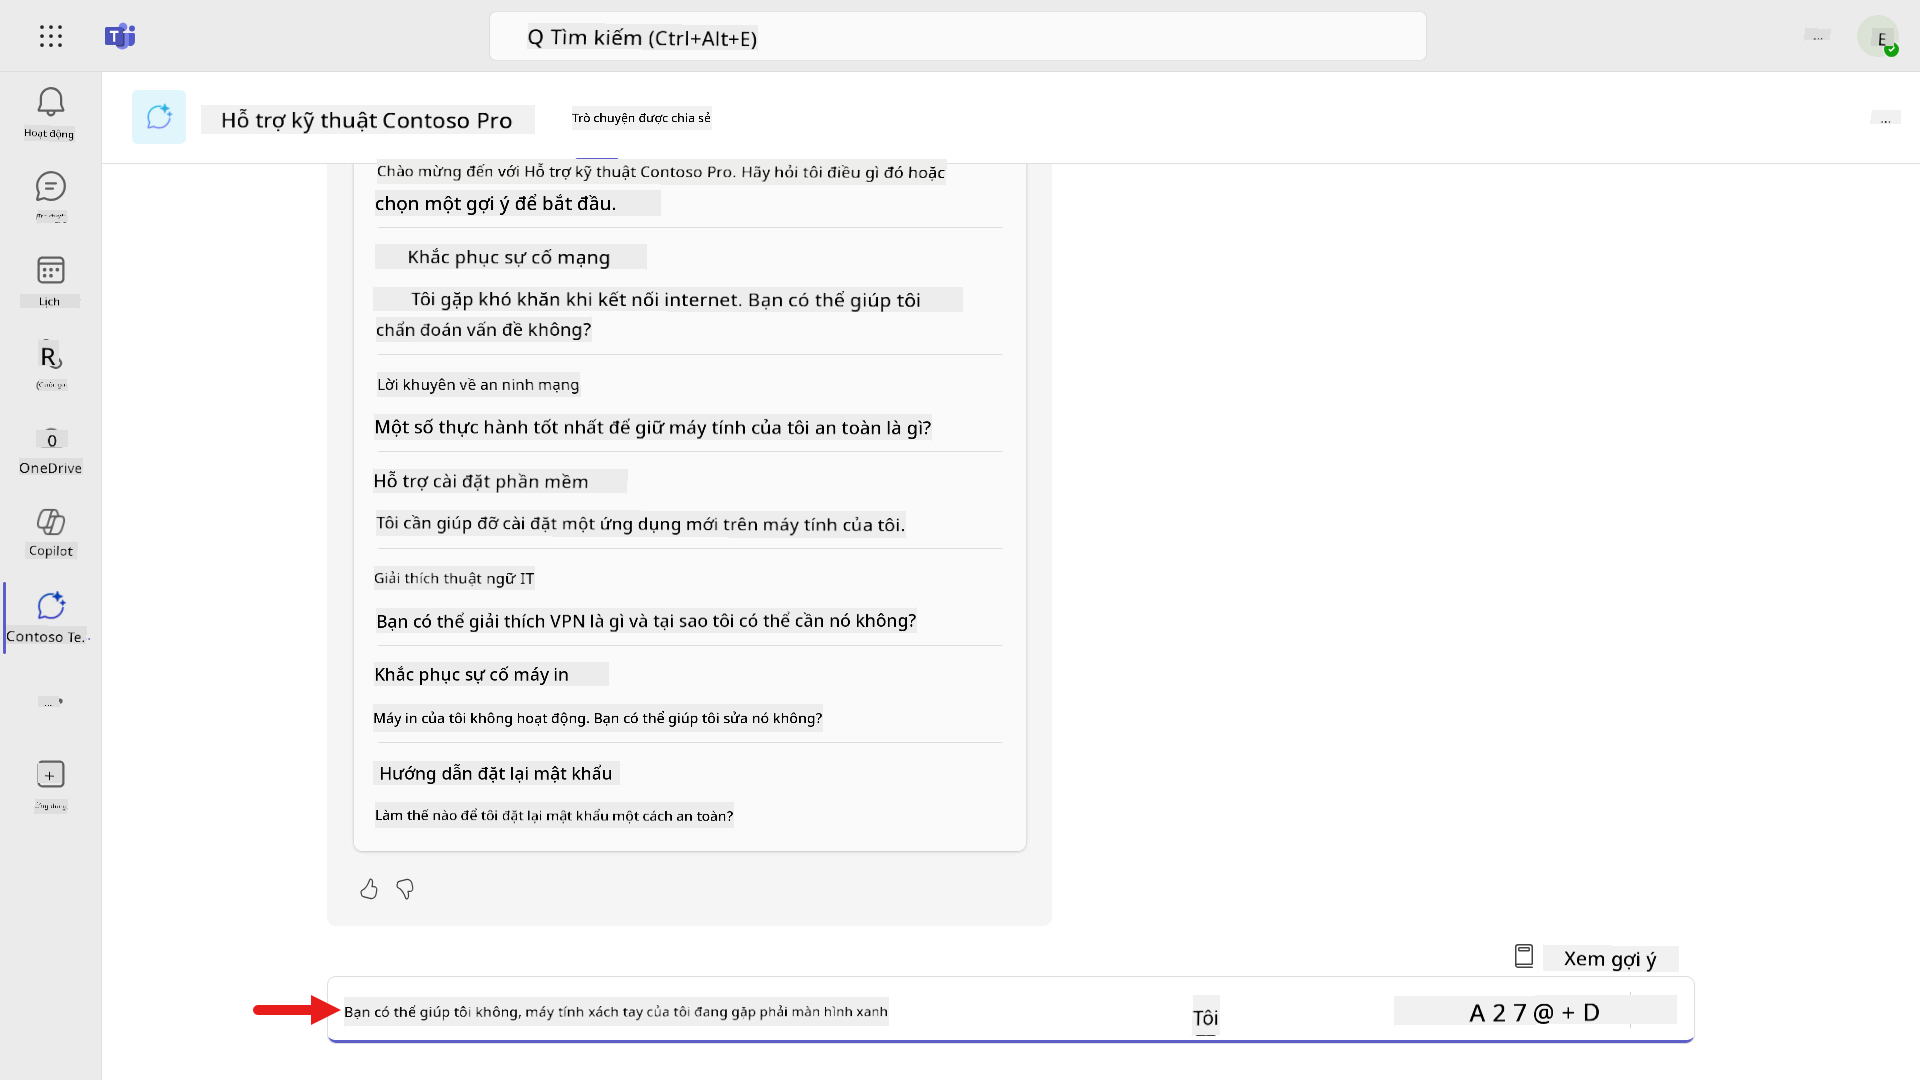 Q Tìm kiếm (Ctrl+Alt+E)
E
Hoạt động
Hỗ trợ kỹ thuật Contoso Pro
Trò chuyện được chia sẻ
Chào mừng đến với Hỗ trợ kỹ thuật Contoso Pro. Hãy hỏi tôi điều gì đó hoặc
chọn một gợi ý để bắt đầu.
Khắc phục sự cố mạng
Lịch
Tôi gặp khó khăn khi kết nối internet. Bạn có thể giúp tôi
chẩn đoán vấn đề không?
R
Lời khuyên về an ninh mạng
Một số thực hành tốt nhất để giữ máy tính của tôi an toàn là gì?
0
OneDrive
Hỗ trợ cài đặt phần mềm
Tôi cần giúp đỡ cài đặt một ứng dụng mới trên máy tính của tôi.
Copilot
Giải thích thuật ngữ IT
Bạn có thể giải thích VPN là gì và tại sao tôi có thể cần nó không?
Contoso Te...
Khắc phục sự cố máy in
Máy in của tôi không hoạt động. Bạn có thể giúp tôi sửa nó không?
Hướng dẫn đặt lại mật khẩu
Ứng dụng
Làm thế nào để tôi đặt lại mật khẩu một cách an toàn?
Xem gợi ý
Bạn có thể giúp tôi không, máy tính xách tay của tôi đang gặp phải màn hình xanh
Tôi
A 2 7 @ + D